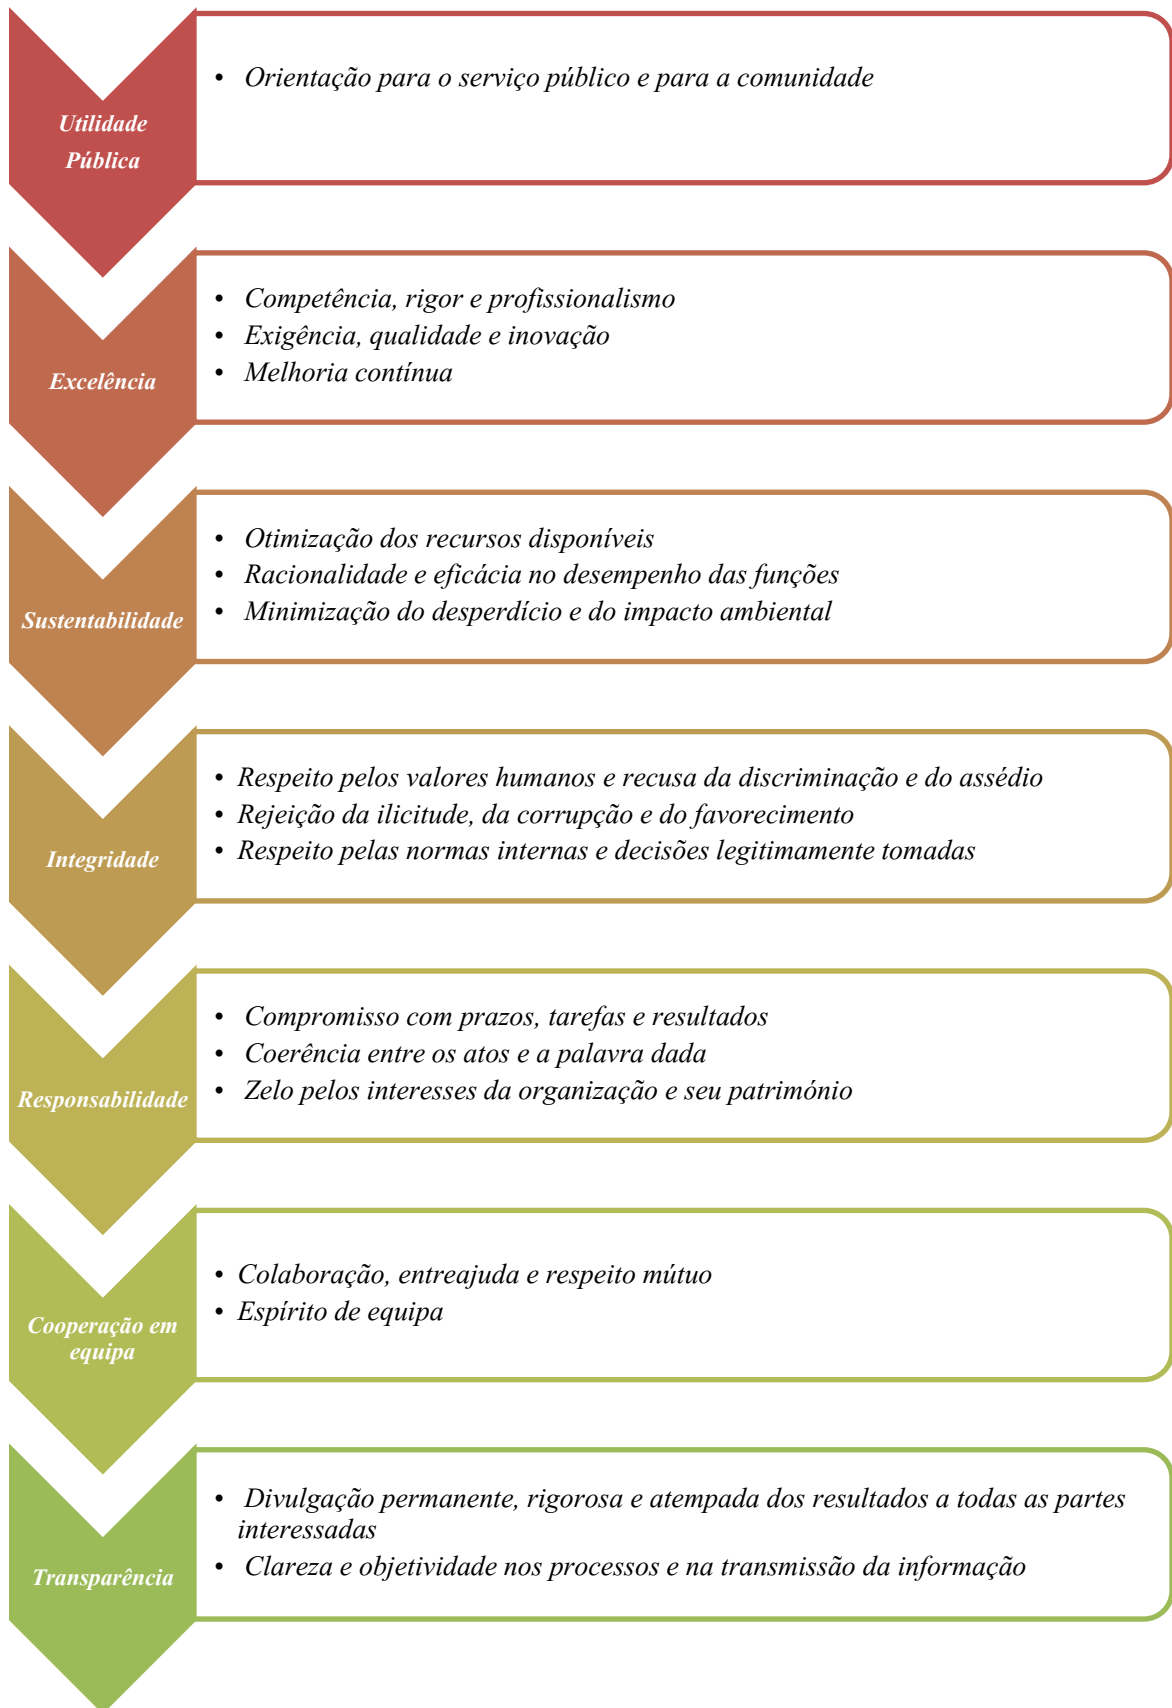 Utilidade
Pública
• Orientação para o serviço público e para a comunidade
Excelência
• Competência, rigor e profissionalismo
• Exigência, qualidade e inovação
• Melhoria contínua
Sustentabilidade
• Otimização dos recursos disponíveis
• Racionalidade e eficácia no desempenho das funções
• Minimização do desperdício e do impacto ambiental
Integridade
• Respeito pelos valores humanos e recusa da discriminação e do assédio
• Rejeição da ilicitude, da corrupção e do favorecimento
• Respeito pelas normas internas e decisões legitimamente tomadas
Responsabilidade
• Compromisso com prazos, tarefas e resultados
• Coerência entre os atos e a palavra dada
• Zelo pelos interesses da organização e seu património
Cooperação em
equipa
• Colaboração, entreajuda e respeito mútuo
• Espírito de equipa
Transparência
• Divulgação permanente, rigorosa e atempada dos resultados a todas as partes
interessadas
• Clareza e objetividade nos processos e na transmissão da informação